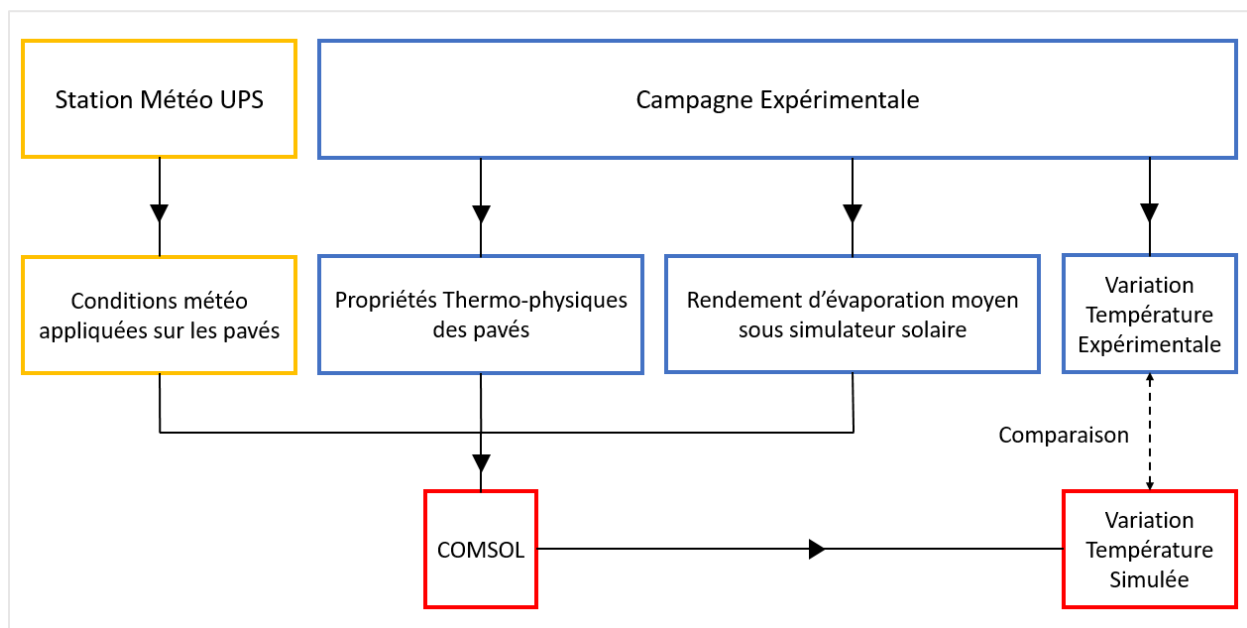 Station Météo UPS
Campagne Expérimentale
Conditions météo
appliquées sur les pavés
Propriétés Thermo-physiques
des pavés
Rendement d'évaporation moyen
sous simulateur solaire
Variation
Température
Expérimentale
Comparaison
COMSOL
Variation
Température
Simulée